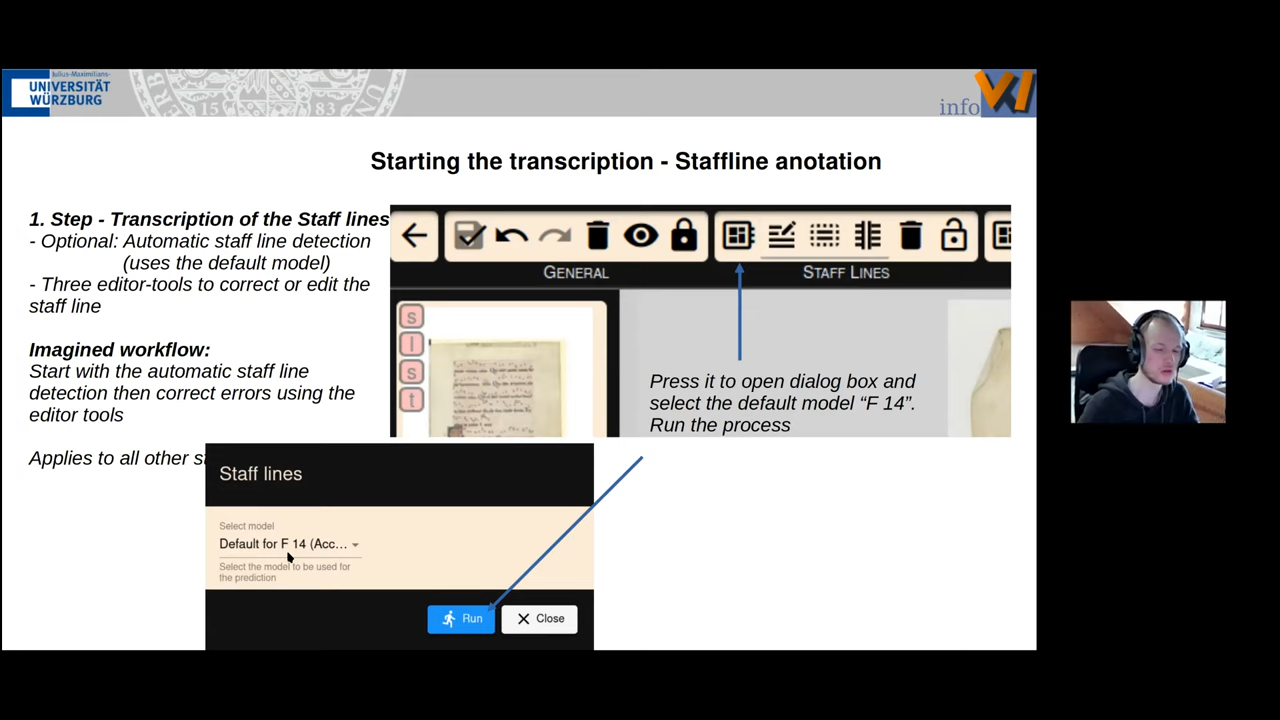 Julius-Maximilians-
UNIVERSITÄT
WÜRZBURG
15 83
info
Starting the transcription - Staffline anotation
1. Step - Transcription of the Staff lines
- Optional: Automatic staff line detection
(uses the default model)
- Three editor-tools to correct or edit the
staff line
Imagined workflow:
Start with the automatic staff line
detection then correct errors using the
editor tools
Applies to all other
GENERAL
STAFF LINES
s
l
s
t
Press it to open dialog box and
select the default model “F 14”.
Run the process
Staff lines
Select model
Default for F 14 (Acc...
Select the model to be used for
the prediction
Run
Close